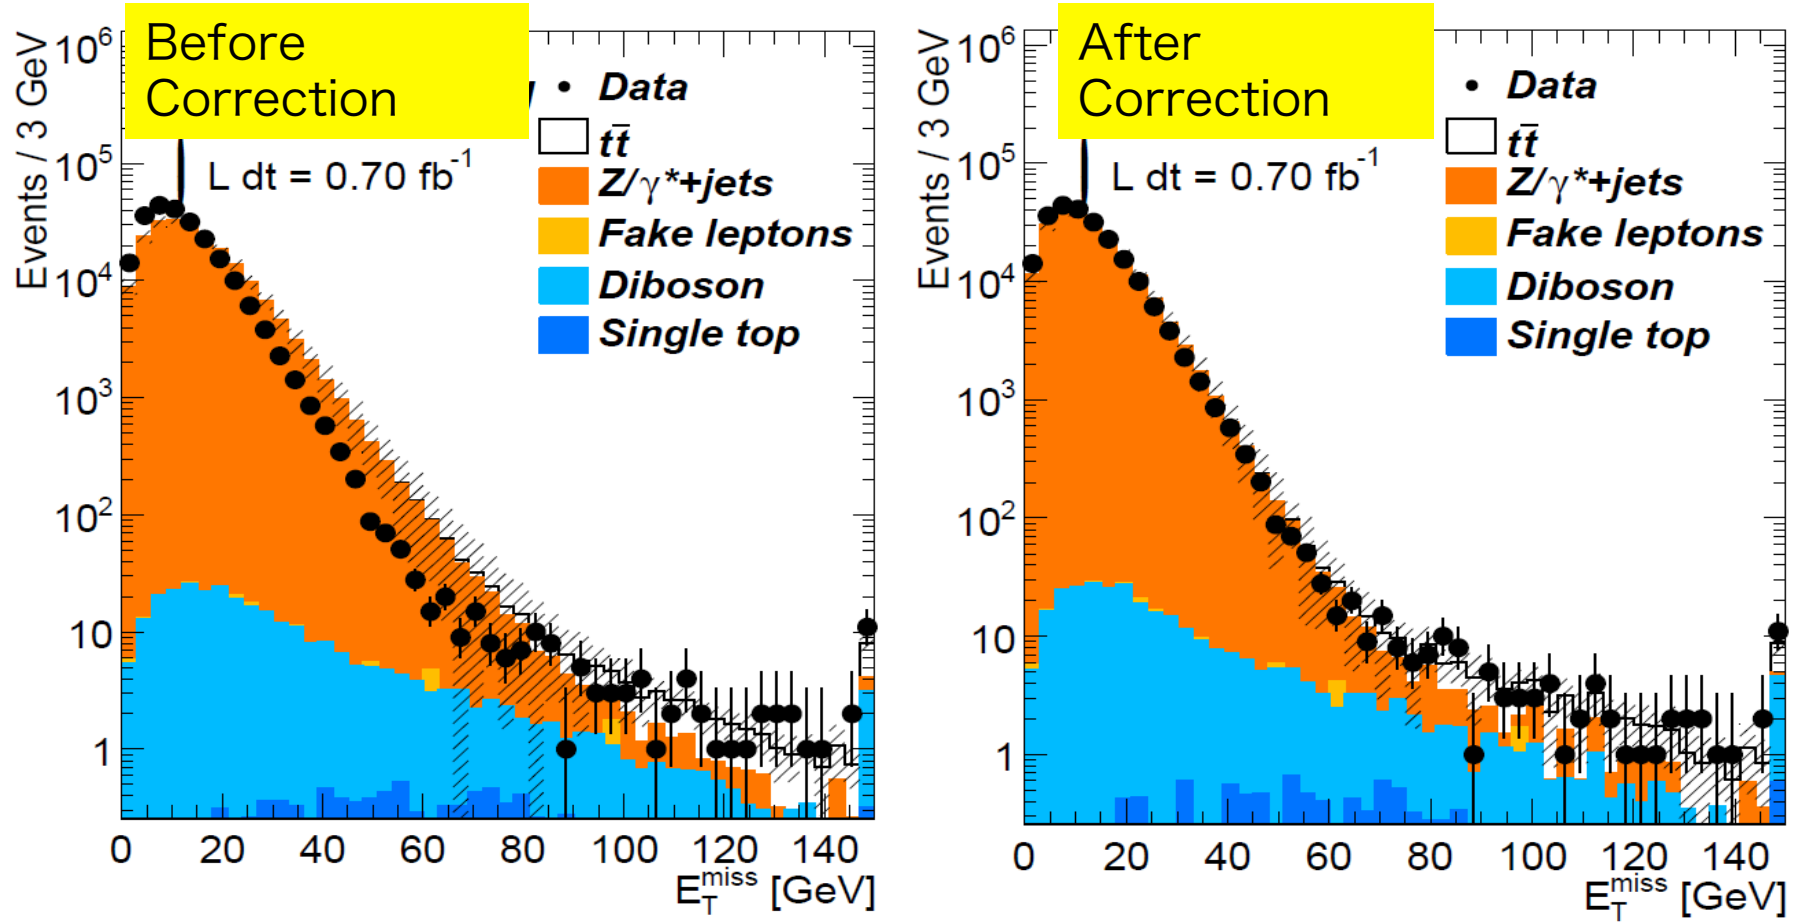 Before
Correction
Events / 3 GeV
10⁶
10⁵
10⁴
10³
10²
10
1
L dt = 0.70 fb⁻¹
Data
tt̄
Z/γ*+jets
Fake leptons
Diboson
Single top
0 20 40 60 80 100 120 140
E_T^miss [GeV]
After
Correction
Events / 3 GeV
10⁶
10⁵
10⁴
10³
10²
10
1
L dt = 0.70 fb⁻¹
Data
tt̄
Z/γ*+jets
Fake leptons
Diboson
Single top
0 20 40 60 80 100 120 140
E_T^miss [GeV]